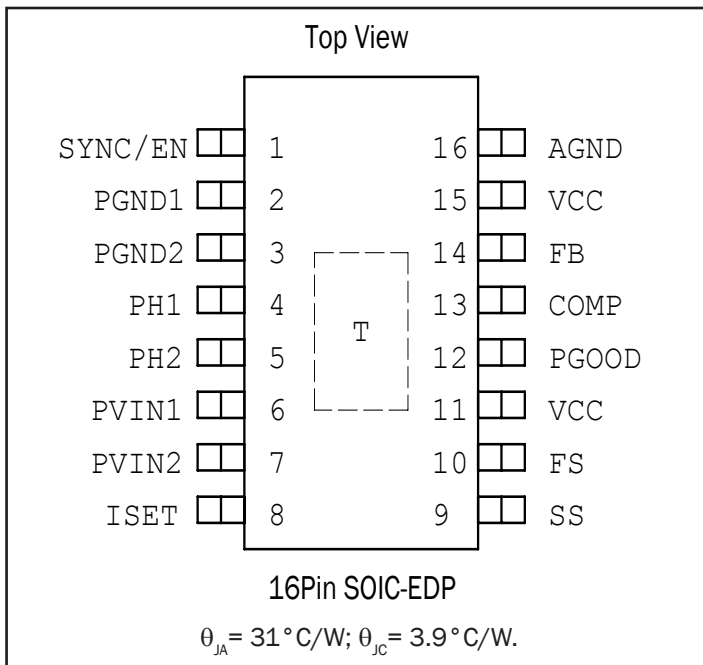 Top View
SYNC/EN 1 16 AGND
PGND1 2 15 VCC
PGND2 3 14 FB
PH1 4 13 COMP
PH2 5 T 12 PGOOD
PVIN1 6 11 VCC
PVIN2 7 10 FS
ISET 8 9 SS
16Pin SOIC-EDP
θJA= 31°C/W; θJC= 3.9°C/W.